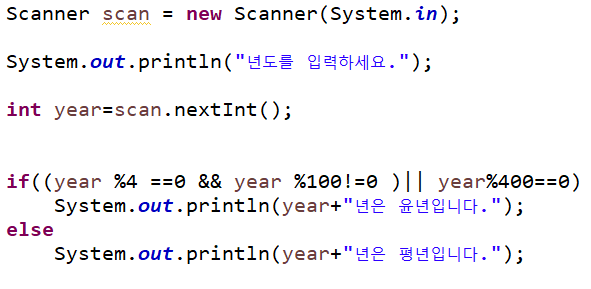 Scanner scan = new Scanner(System.in);
System.out.println("년도를 입력하세요.");
int year=scan.nextInt();
if((year %4 ==0 && year %100!=0 )|| year%400==0)
System.out.println(year+"년은 윤년입니다.");
else
System.out.println(year+"년은 평년입니다.");